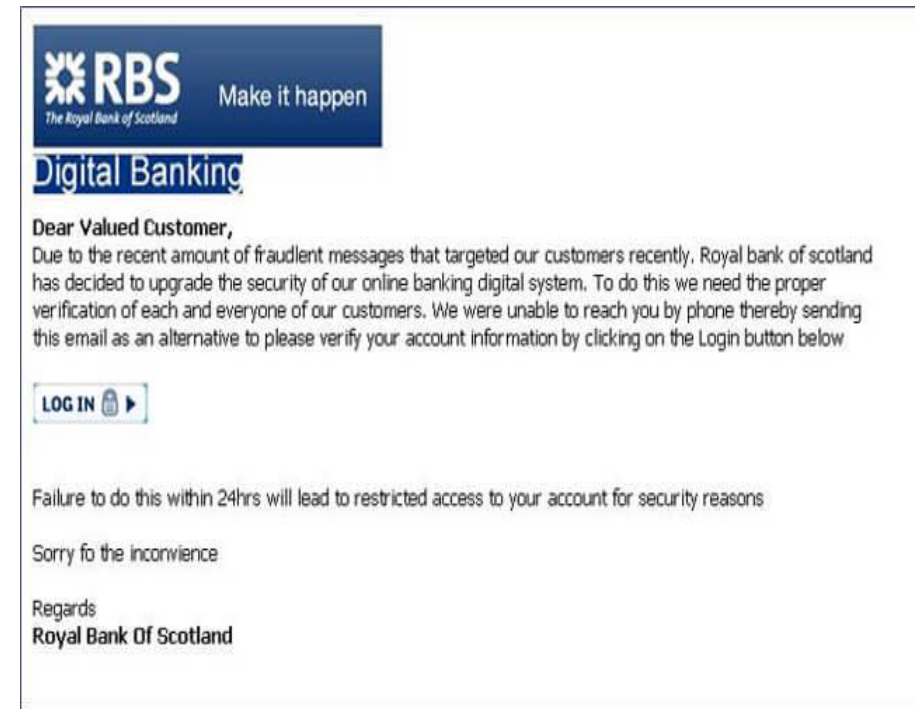 RBS
The Royal Bank of Scotland
Make it happen
Digital Banking
Dear Valued Customer,
Due to the recent amount of fraudlent messages that targeted our customers recently. Royal bank of scotland
has decided to upgrade the security of our online banking digital system. To do this we need the proper
verification of each and everyone of our customers. We were unable to reach you by phone thereby sending
this email as an alternative to please verify your account information by clicking on the Login button below
LOG IN
Failure to do this within 24hrs will lead to restricted access to your account for security reasons
Sorry fo the inconvience
Regards
Royal Bank Of Scotland